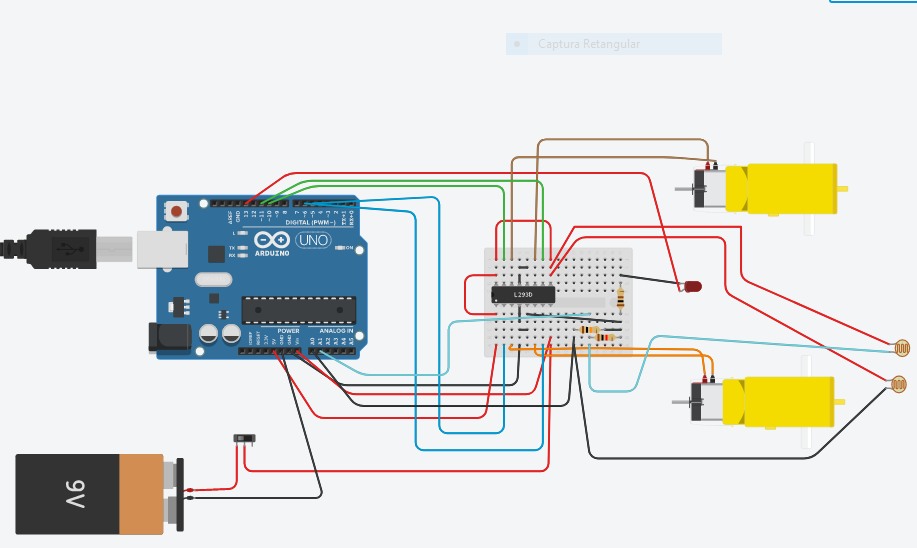 Captura Retangular
AREF
GND
13
12
~11
~10
~9
8
7
~6
~5
4
~3
2
TX→1
RX←0
DIGITAL (PWM~)
L
TX
RX
ARDUINO
UNO
ON
L293D
POWER
ANALOG IN
IOREF
RESET
3.3V
5V
GND
GND
Vin
A0
A1
A2
A3
A4
A5
9V